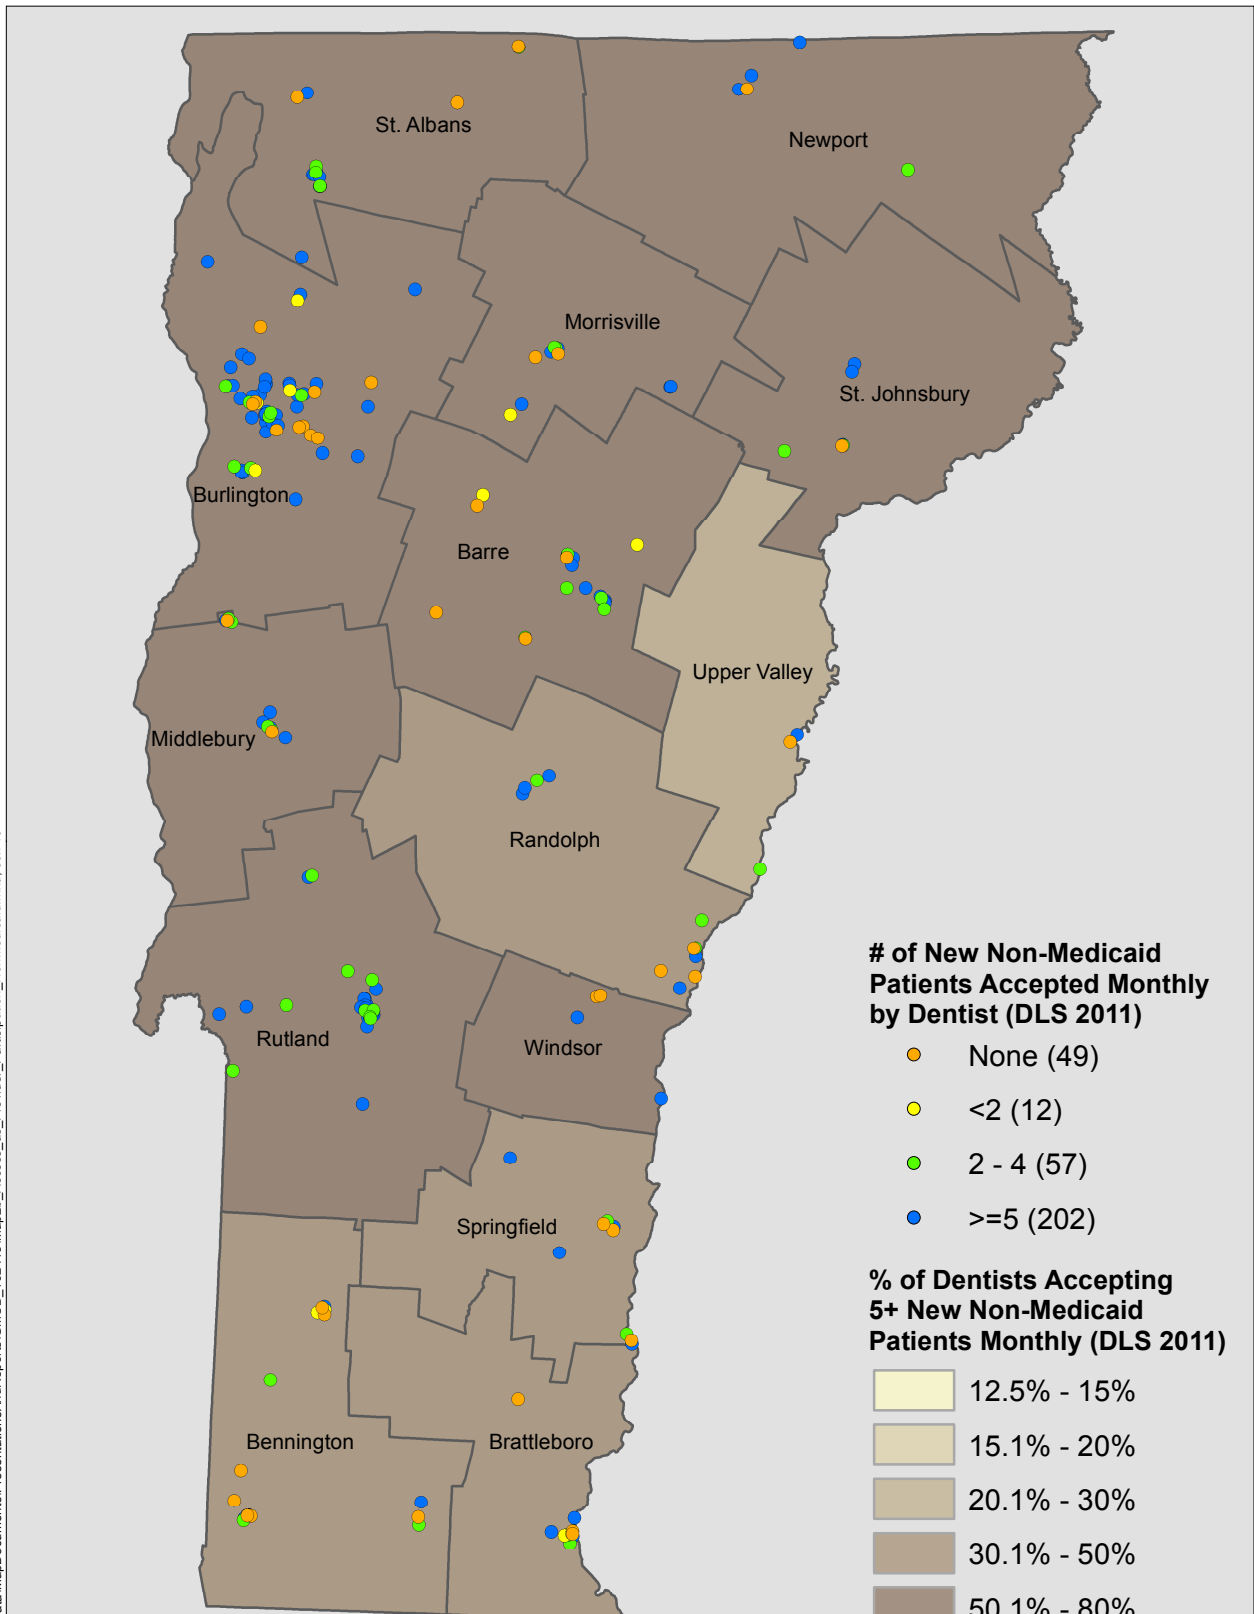 St. Albans
Newport
Morrisville
St. Johnsbury
Burlington
Barre
Upper Valley
Middlebury
Randolph
Rutland
Windsor
Springfield
Bennington
Brattleboro
# of New Non-Medicaid
Patients Accepted Monthly
by Dentist (DLS 2011)
None (49)
<2 (12)
2 - 4 (57)
>=5 (202)
% of Dentists Accepting
5+ New Non-Medicaid
Patients Monthly (DLS 2011)
12.5% - 15%
15.1% - 20%
20.1% - 30%
30.1% - 50%
50.1% - 80%